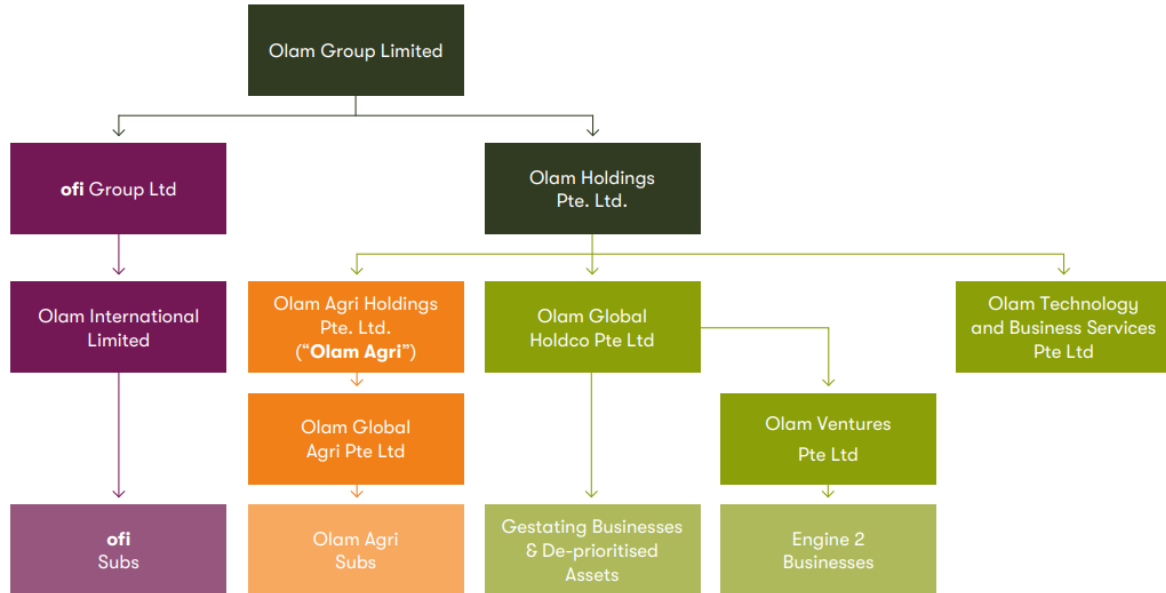 Olam Group Limited
ofi Group Ltd
Olam Holdings
Pte. Ltd.
Olam International
Limited
Olam Agri Holdings
Pte. Ltd.
(“Olam Agri”)
Olam Global
Holdco Pte Ltd
Olam Technology
and Business Services
Pte Ltd
Olam Global
Agri Pte Ltd
Olam Ventures
Pte Ltd
ofi
Subs
Olam Agri
Subs
Gestating Businesses
& De-prioritised
Assets
Engine 2
Businesses